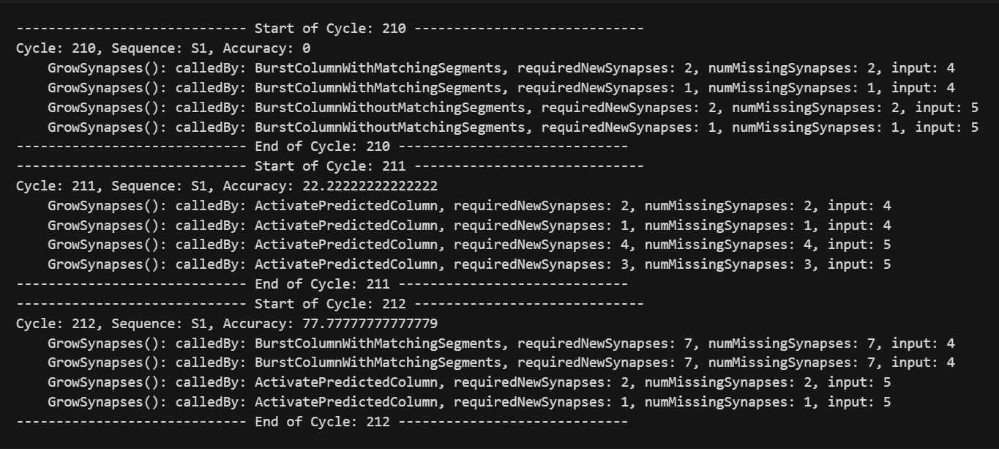 ----------------------------- Start of Cycle: 210 -----------------------------
Cycle: 210, Sequence: S1, Accuracy: 0
    GrowSynapses(): calledBy: BurstColumnWithMatchingSegments, requiredNewSynapses: 2, numMissingSynapses: 2, input: 4
    GrowSynapses(): calledBy: BurstColumnWithMatchingSegments, requiredNewSynapses: 1, numMissingSynapses: 1, input: 4
    GrowSynapses(): calledBy: BurstColumnWithoutMatchingSegments, requiredNewSynapses: 2, numMissingSynapses: 2, input: 5
    GrowSynapses(): calledBy: BurstColumnWithoutMatchingSegments, requiredNewSynapses: 1, numMissingSynapses: 1, input: 5
----------------------------- End of Cycle: 210 -----------------------------
----------------------------- Start of Cycle: 211 -----------------------------
Cycle: 211, Sequence: S1, Accuracy: 22.22222222222222
    GrowSynapses(): calledBy: ActivatePredictedColumn, requiredNewSynapses: 2, numMissingSynapses: 2, input: 4
    GrowSynapses(): calledBy: ActivatePredictedColumn, requiredNewSynapses: 1, numMissingSynapses: 1, input: 4
    GrowSynapses(): calledBy: ActivatePredictedColumn, requiredNewSynapses: 4, numMissingSynapses: 4, input: 5
    GrowSynapses(): calledBy: ActivatePredictedColumn, requiredNewSynapses: 3, numMissingSynapses: 3, input: 5
----------------------------- End of Cycle: 211 -----------------------------
----------------------------- Start of Cycle: 212 -----------------------------
Cycle: 212, Sequence: S1, Accuracy: 77.77777777777779
    GrowSynapses(): calledBy: BurstColumnWithMatchingSegments, requiredNewSynapses: 7, numMissingSynapses: 7, input: 4
    GrowSynapses(): calledBy: BurstColumnWithMatchingSegments, requiredNewSynapses: 7, numMissingSynapses: 7, input: 4
    GrowSynapses(): calledBy: ActivatePredictedColumn, requiredNewSynapses: 2, numMissingSynapses: 2, input: 5
    GrowSynapses(): calledBy: ActivatePredictedColumn, requiredNewSynapses: 1, numMissingSynapses: 1, input: 5
----------------------------- End of Cycle: 212 -----------------------------